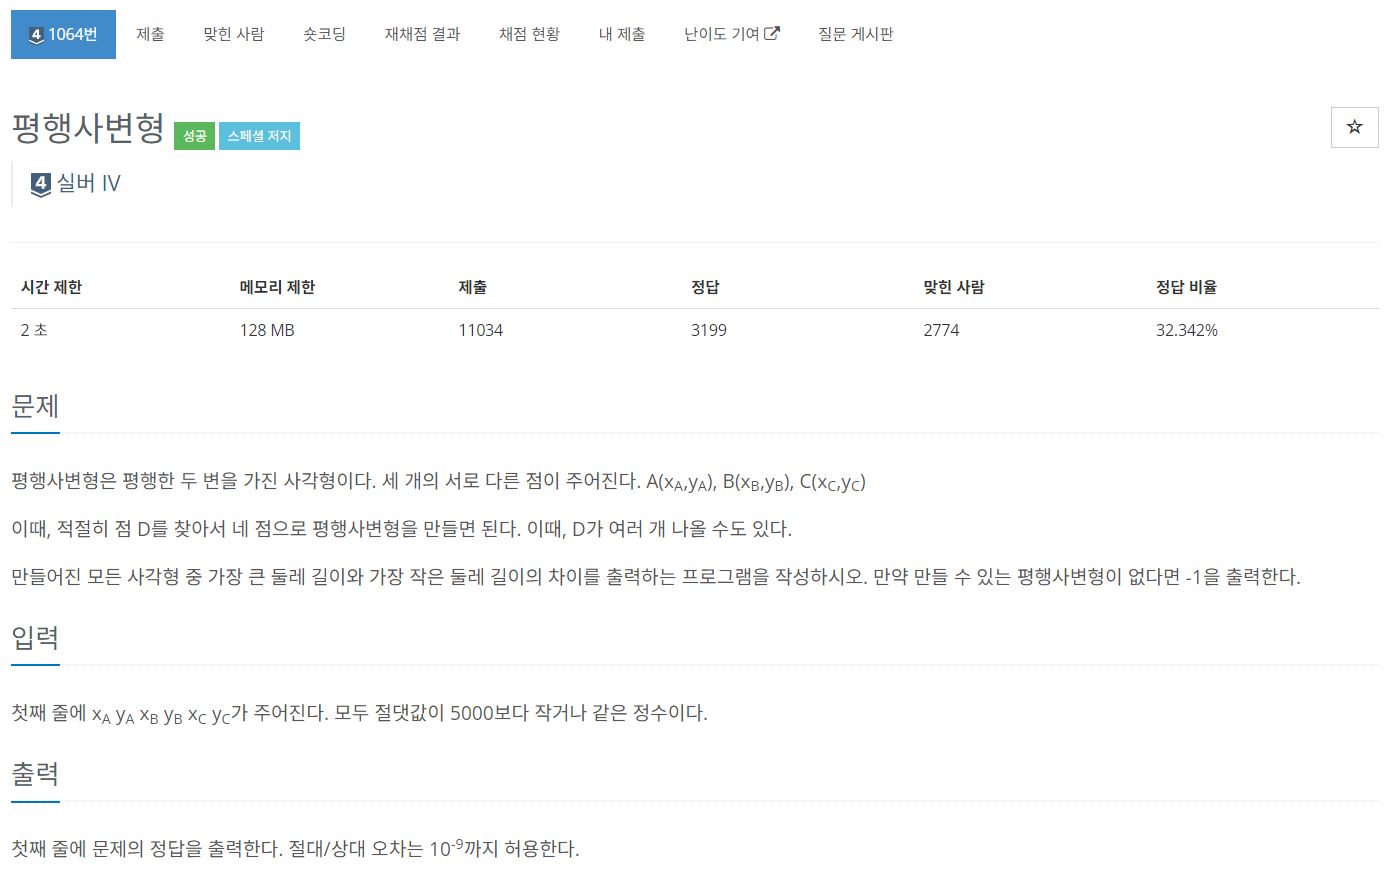 4 1064번 제출 맞힌 사람 숏코딩 재채점 결과 채점 현황 내 제출 난이도 기여 질문 게시판
평행사변형 성공 스페셜 저지
4 실버 IV
시간 제한 메모리 제한 제출 정답 맞힌 사람 정답 비율
2 초 128 MB 11034 3199 2774 32.342%
문제
평행사변형은 평행한 두 변을 가진 사각형이다. 세 개의 서로 다른 점이 주어진다. A(xA,yA), B(xB,yB), C(xC,yC)
이때, 적절히 점 D를 찾아서 네 점으로 평행사변형을 만들면 된다. 이때, D가 여러 개 나올 수도 있다.
만들어진 모든 사각형 중 가장 큰 둘레 길이와 가장 작은 둘레 길이의 차이를 출력하는 프로그램을 작성하시오. 만약 만들 수 있는 평행사변형이 없다면 -1을 출력한다.
입력
첫째 줄에 xA yA xB yB xC yC가 주어진다. 모두 절댓값이 5000보다 작거나 같은 정수이다.
출력
첫째 줄에 문제의 정답을 출력한다. 절대/상대 오차는 10-9까지 허용한다.